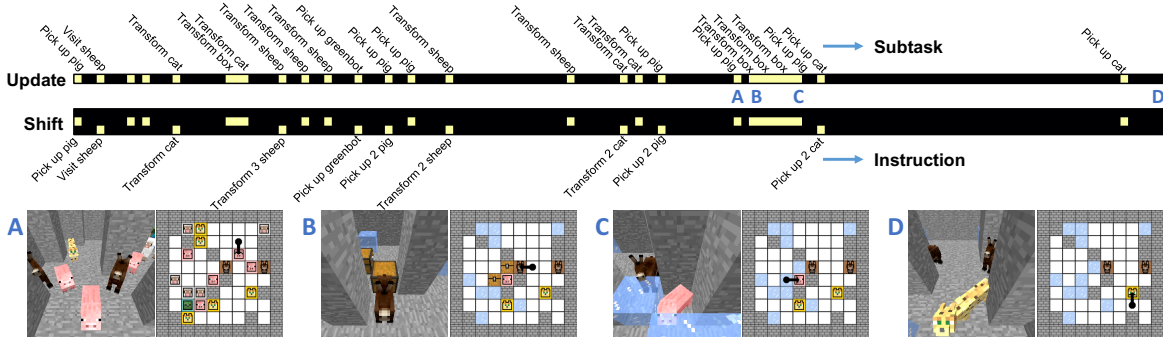 Pick up pig
Visit sheep
Transform cat
Transform box
Transform cat
Transform sheep
Transform sheep
Transform sheep
Pick up greenbot
Pick up pig
Pick up pig
Transform sheep
Transform sheep
Transform cat
Transform cat
Pick up pig
Pick up pig
Transform box
Transform box
Transform box
Pick up pig
Pick up cat
Subtask
Pick up cat
Update
A B C D
Shift
Pick up pig
Visit sheep
Transform cat
Transform 3 sheep
Pick up greenbot
Pick up 2 pig
Transform 2 sheep
Transform 2 cat
Pick up 2 pig
Pick up 2 cat
Instruction
A
B
C
D